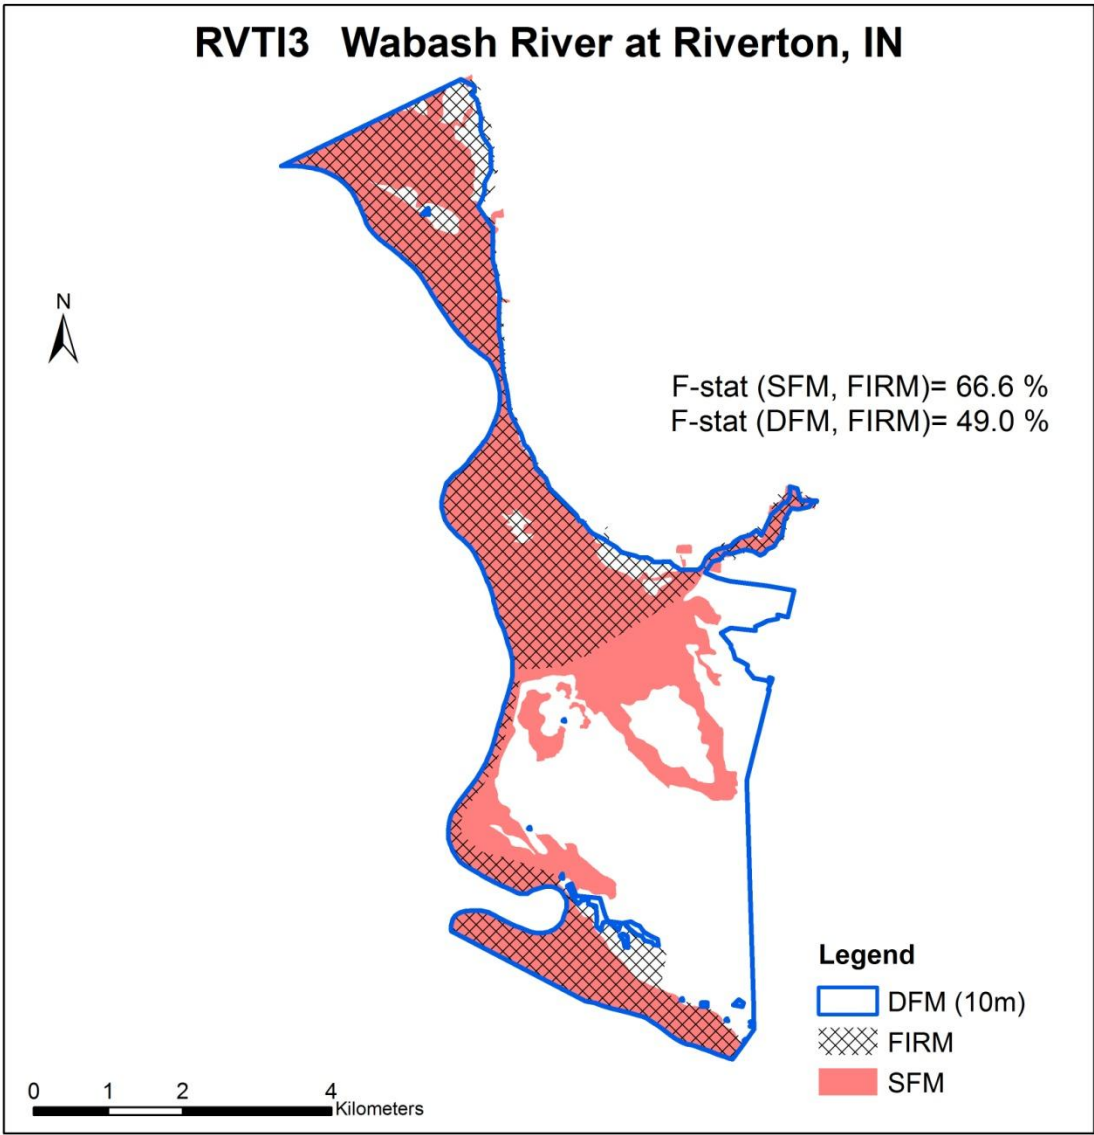 RVTI3 Wabash River at Riverton, IN
N
F-stat (SFM, FIRM)= 66.6 %
F-stat (DFM, FIRM)= 49.0 %
Legend
DFM (10m)
FIRM
SFM
0 1 2 4
Kilometers